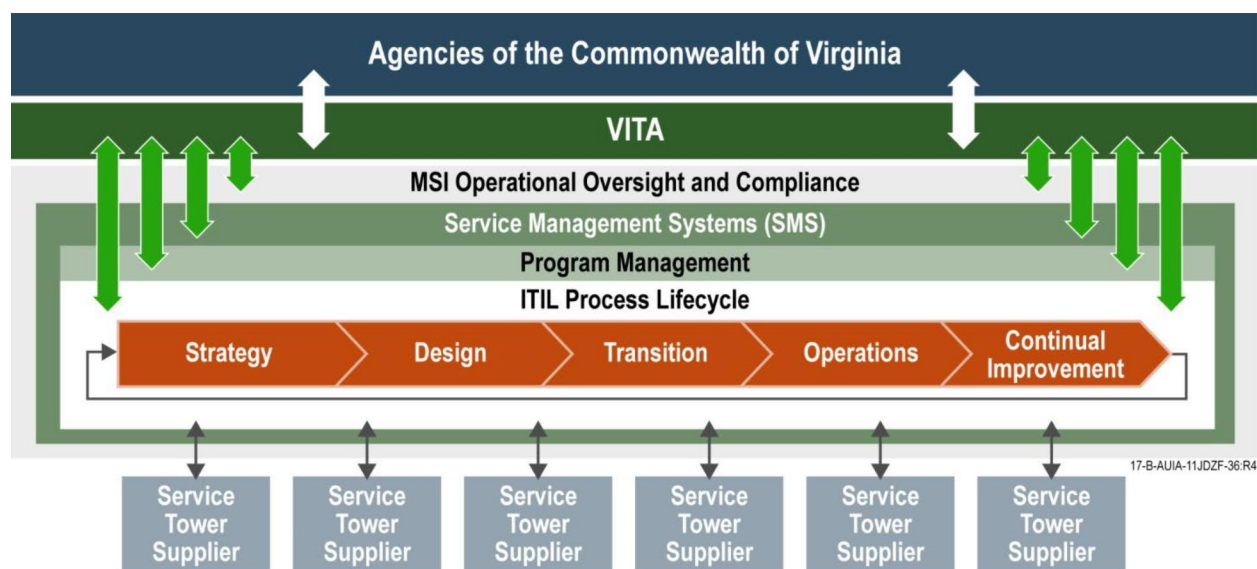 Agencies of the Commonwealth of Virginia
VITA
MSI Operational Oversight and Compliance
Service Management Systems (SMS)
Program Management
ITIL Process Lifecycle
Strategy
Design
Transition
Operations
Continual
Improvement
17-B-AUIA-11JDZF-36:R4
Service
Tower
Supplier
Service
Tower
Supplier
Service
Tower
Supplier
Service
Tower
Supplier
Service
Tower
Supplier
Service
Tower
Supplier